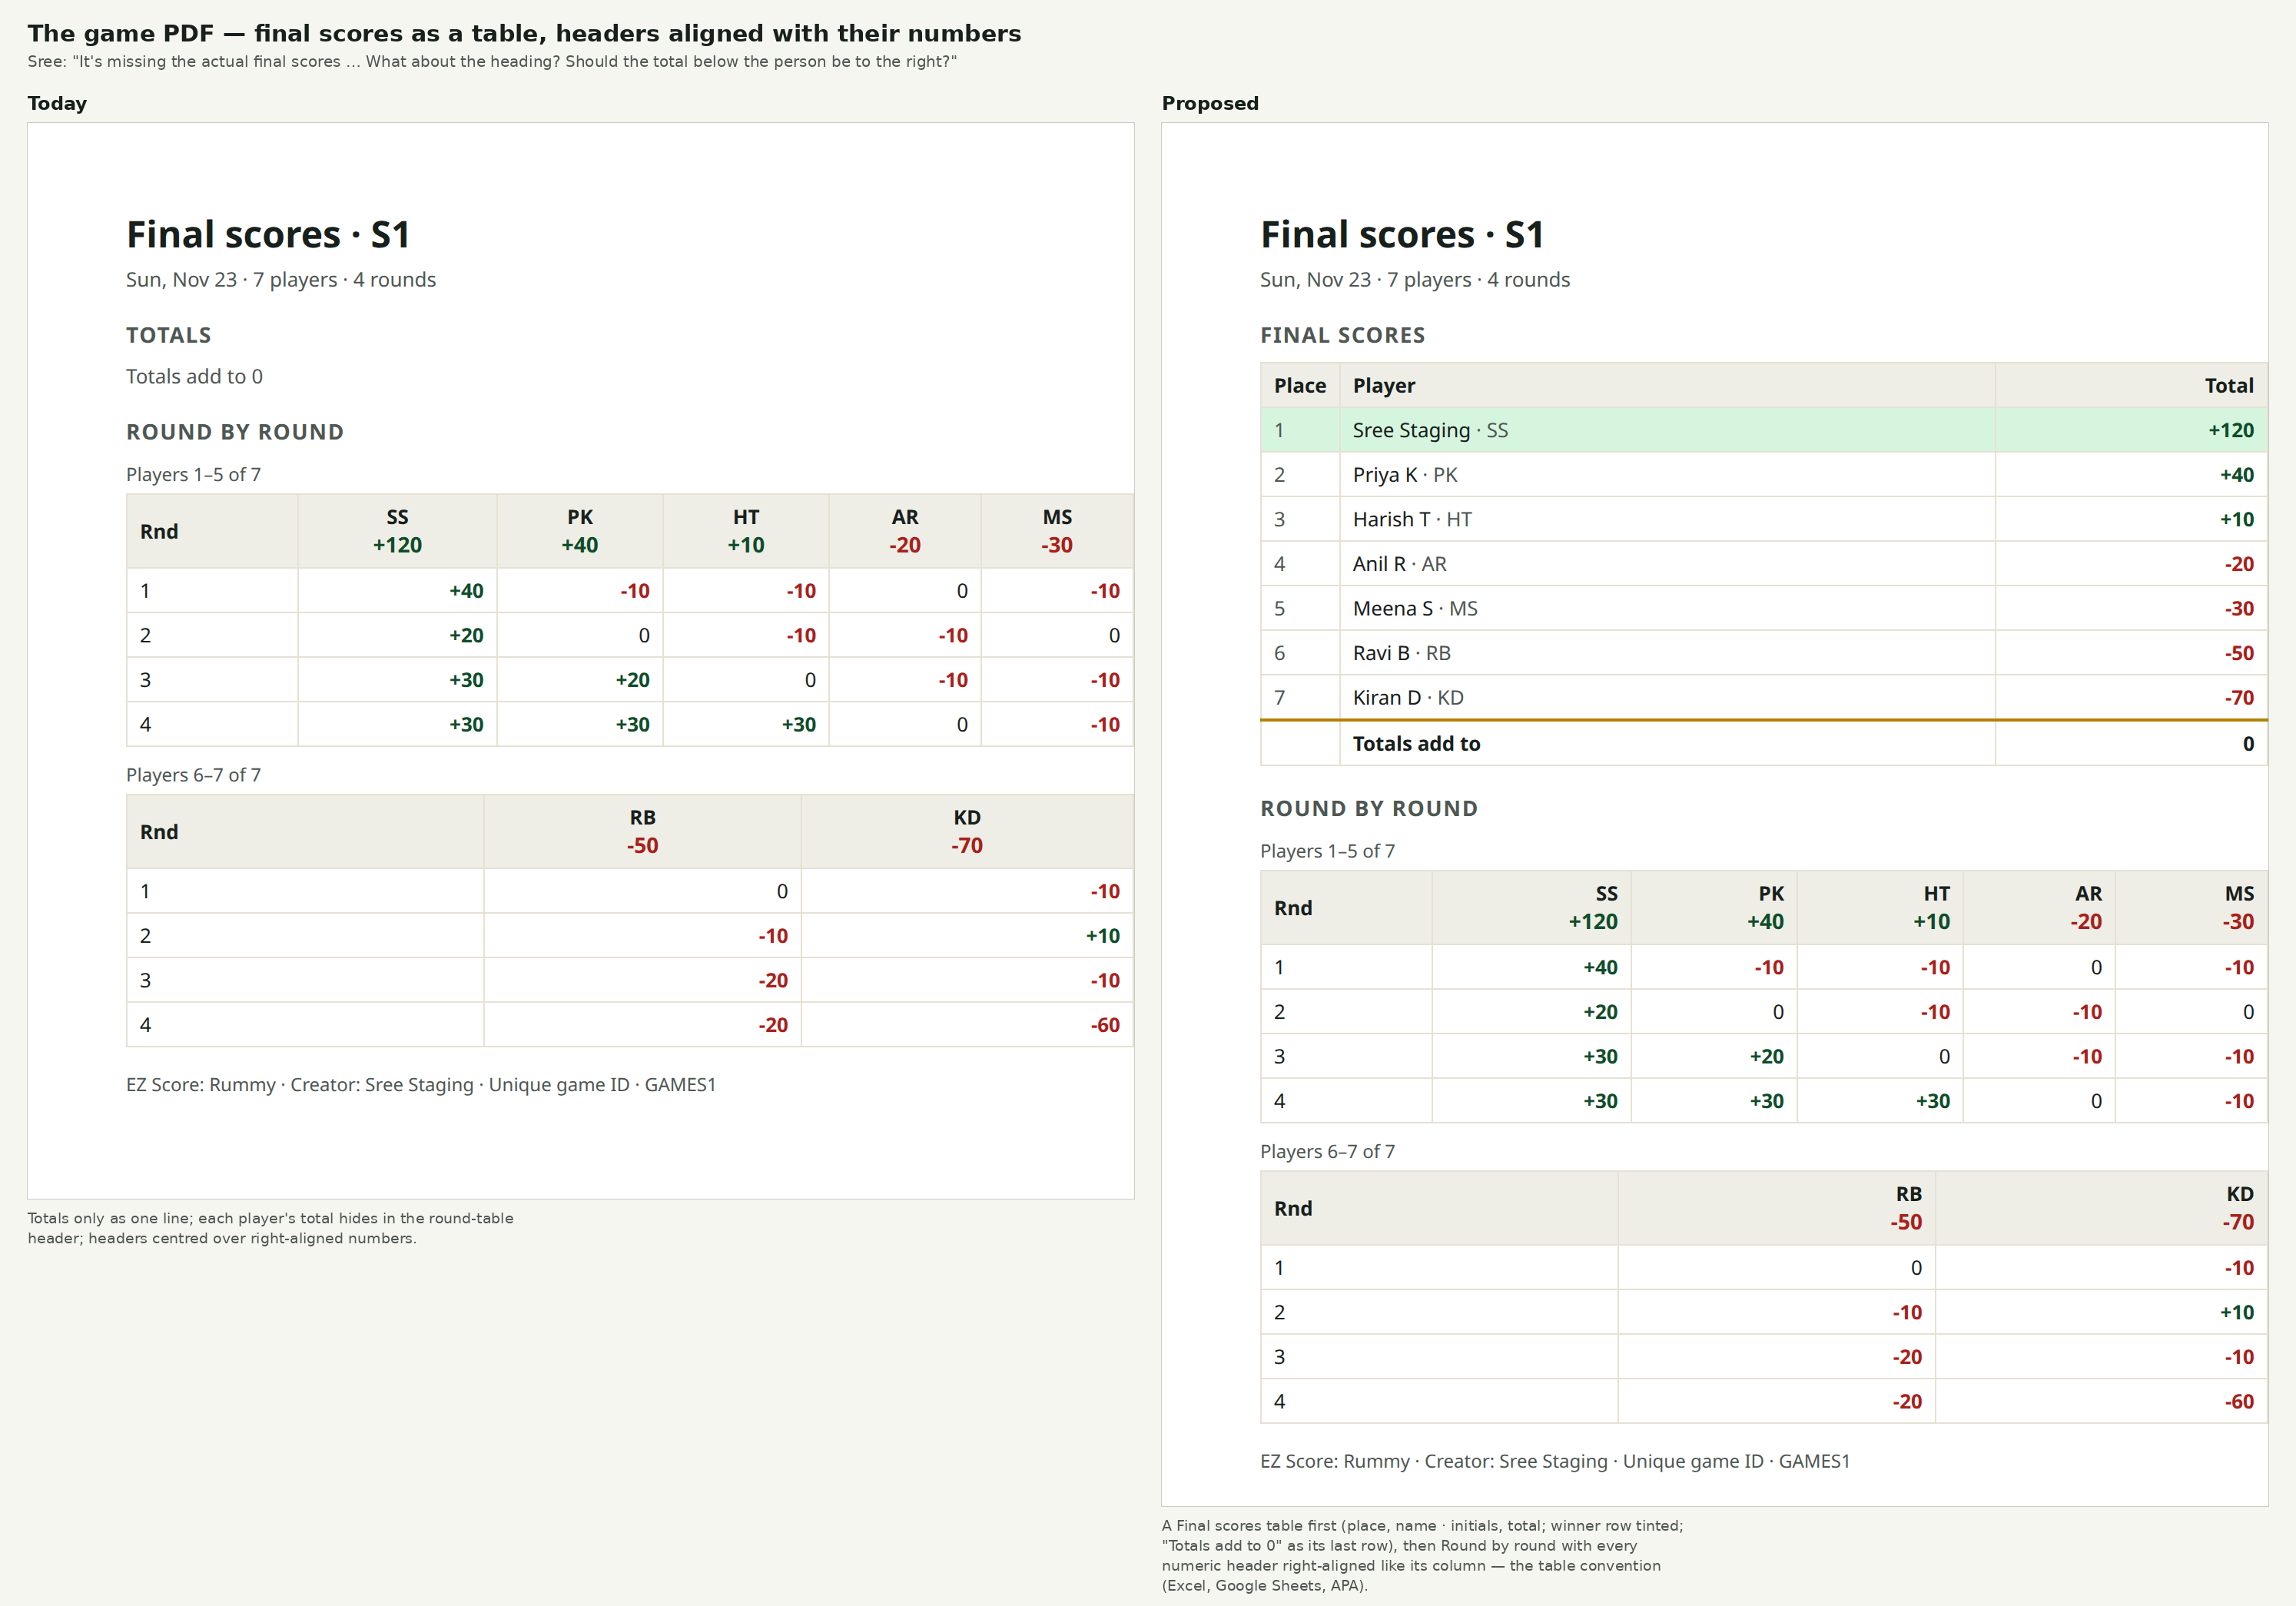 The game PDF — final scores as a table, headers aligned with their numbers
Sree: "It's missing the actual final scores ... What about the heading? Should the total below the person be to the right?"
Today
Final scores · S1
Sun, Nov 23 · 7 players · 4 rounds
TOTALS
Totals add to 0
ROUND BY ROUND
Players 1–5 of 7
Rnd SS PK HT AR MS
+120 +40 +10 -20 -30
1 +40 -10 -10 0 -10
2 +20 0 -10 -10 0
3 +30 +20 0 -10 -10
4 +30 +30 +30 0 -10
Players 6–7 of 7
Rnd RB KD
-50 -70
1 0 -10
2 -10 +10
3 -20 -10
4 -20 -60
EZ Score: Rummy · Creator: Sree Staging · Unique game ID · GAMES1
Totals only as one line; each player's total hides in the round-table
header; headers centred over right-aligned numbers.
Proposed
Final scores · S1
Sun, Nov 23 · 7 players · 4 rounds
FINAL SCORES
Place Player Total
1 Sree Staging · SS +120
2 Priya K · PK +40
3 Harish T · HT +10
4 Anil R · AR -20
5 Meena S · MS -30
6 Ravi B · RB -50
7 Kiran D · KD -70
Totals add to 0
ROUND BY ROUND
Players 1–5 of 7
Rnd SS PK HT AR MS
+120 +40 +10 -20 -30
1 +40 -10 -10 0 -10
2 +20 0 -10 -10 0
3 +30 +20 0 -10 -10
4 +30 +30 +30 0 -10
Players 6–7 of 7
Rnd RB KD
-50 -70
1 0 -10
2 -10 +10
3 -20 -10
4 -20 -60
EZ Score: Rummy · Creator: Sree Staging · Unique game ID · GAMES1
A Final scores table first (place, name · initials, total; winner row tinted;
"Totals add to 0" as its last row), then Round by round with every
numeric header right-aligned like its column — the table convention
(Excel, Google Sheets, APA).